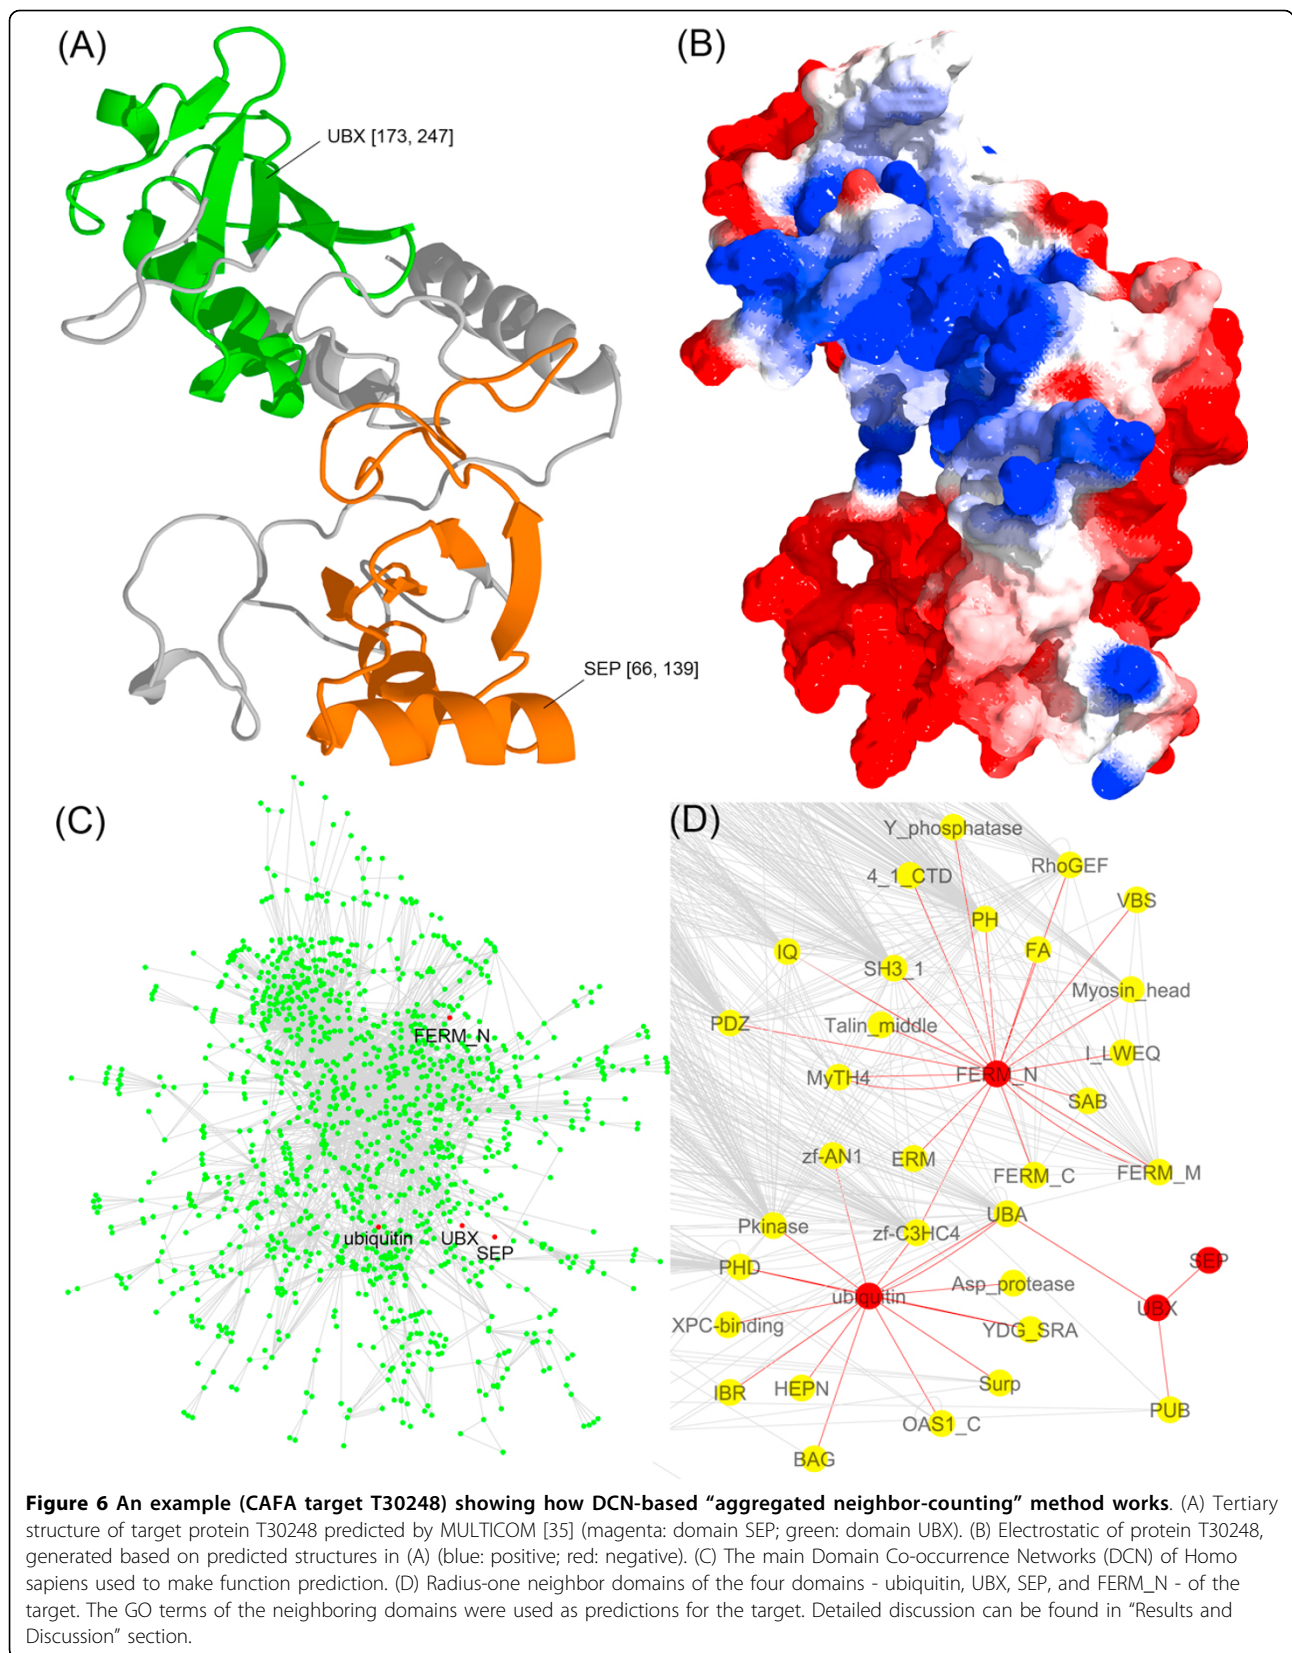 (A)
(B)
UBX [173, 247]
SEP [66, 139]
(C)
FERM_N
ubiquitin
UBX
SEP
(D)
Y_phosphatase
4_1_CTD
RhoGEF
VBS
PH
IQ
FA
SH3_1
Myosin_head
PDZ
Talin_middle
I_LWEQ
MyTH4
FERM_N
SAB
zf-AN1
ERM
FERM_C
FERM_M
UBA
Pkinase
zf-C3HC4
PHD
SEP
Asp_protease
ubiquitin
UBX
XPC-binding
YDG_SRA
IBR
HEPN
Surp
PUB
OAS1_C
BAG
Figure 6 An example (CAFA target T30248) showing how DCN-based “aggregated neighbor-counting” method works. (A) Tertiary
structure of target protein T30248 predicted by MULTICOM [35] (magenta: domain SEP; green: domain UBX). (B) Electrostatic of protein T30248,
generated based on predicted structures in (A) (blue: positive; red: negative). (C) The main Domain Co-occurrence Networks (DCN) of Homo
sapiens used to make function prediction. (D) Radius-one neighbor domains of the four domains - ubiquitin, UBX, SEP, and FERM_N - of the
target. The GO terms of the neighboring domains were used as predictions for the target. Detailed discussion can be found in “Results and
Discussion” section.